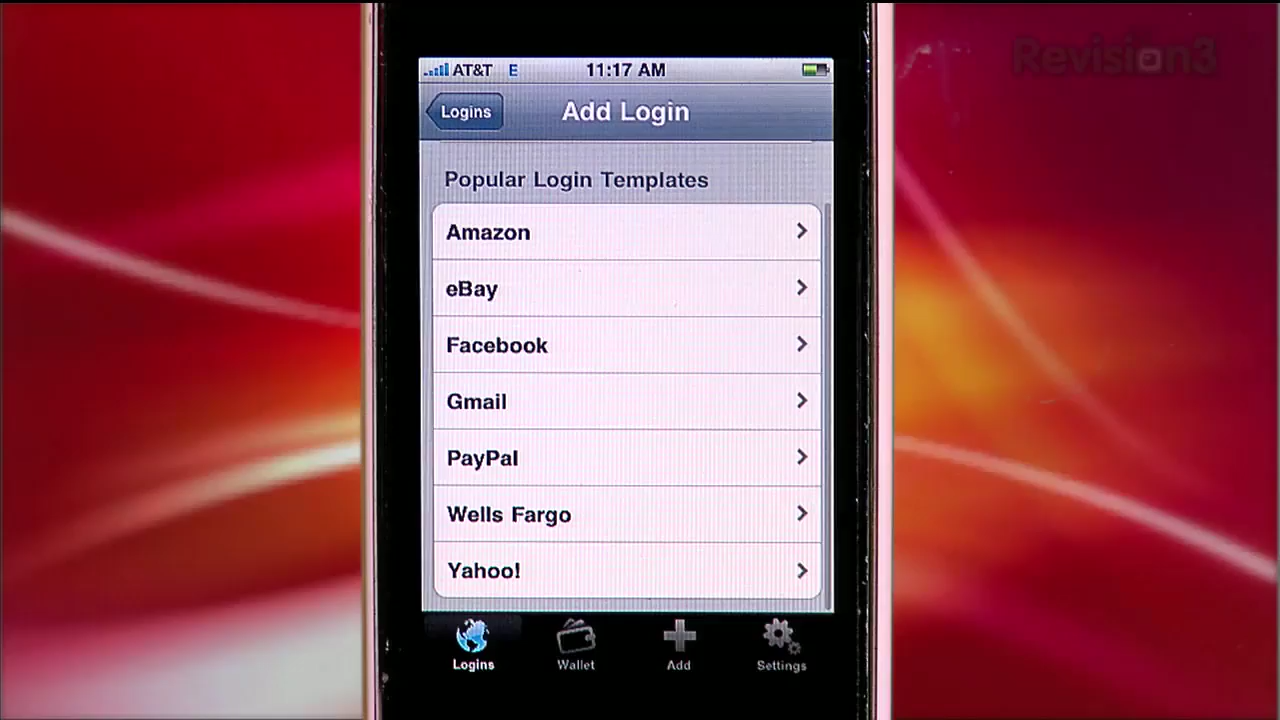 Revision3
AT&T E 11:17 AM
Logins Add Login
Popular Login Templates
Amazon
eBay
Facebook
Gmail
PayPal
Wells Fargo
Yahoo!
Logins Wallet Add Settings